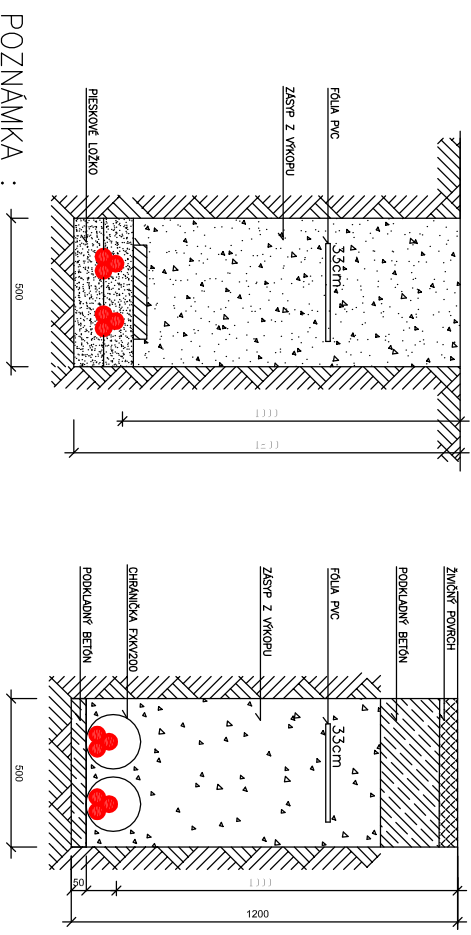 FÓLIA PVC
33cm
ZÁSYP Z VÝKOPU
PIESKOVÉ LOŽKO
500
ŽIVIČNÝ POVRCH
PODKLADNÝ BETÓN
FÓLIA PVC
33cm
ZÁSYP Z VÝKOPU
CHRÁNIČKA FXKV200
PODKLADNÝ BETÓN
50
1200
500
POZNÁMKA :